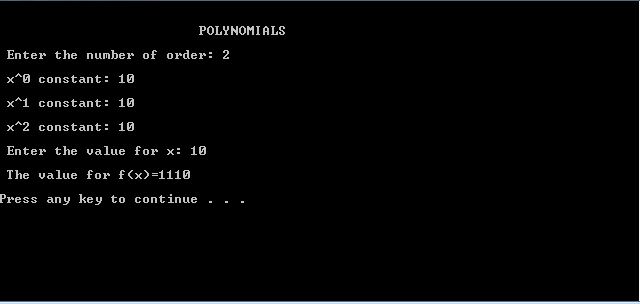 POLYNOMIALS
Enter the number of order: 2
x^0 constant: 10
x^1 constant: 10
x^2 constant: 10
Enter the value for x: 10
The value for f(x)=1110
Press any key to continue . . .